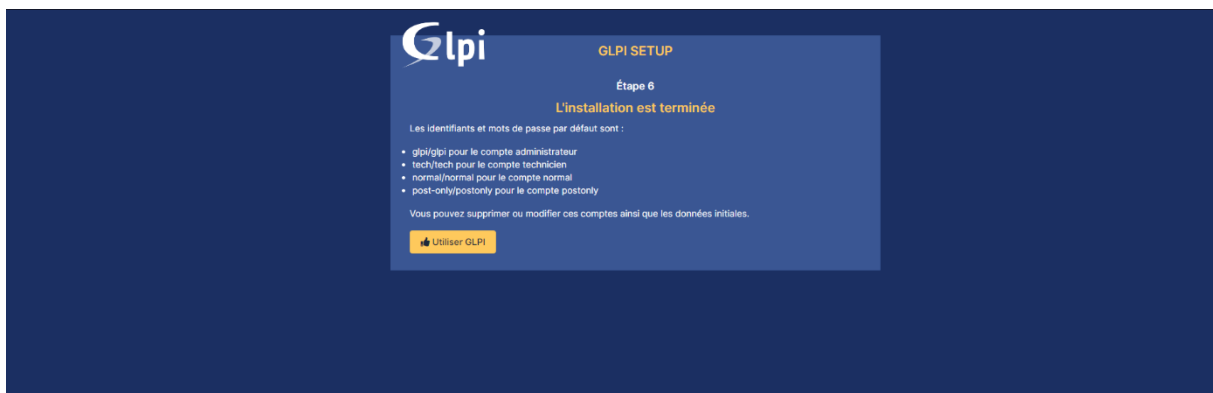 Glpi
GLPI SETUP
Étape 6
L'installation est terminée
Les identifiants et mots de passe par défaut sont :
• glpi/glpi pour le compte administrateur
• tech/tech pour le compte technicien
• normal/normal pour le compte normal
• post-only/postonly pour le compte postonly
Vous pouvez supprimer ou modifier ces comptes ainsi que les données initiales.
Utiliser GLPI